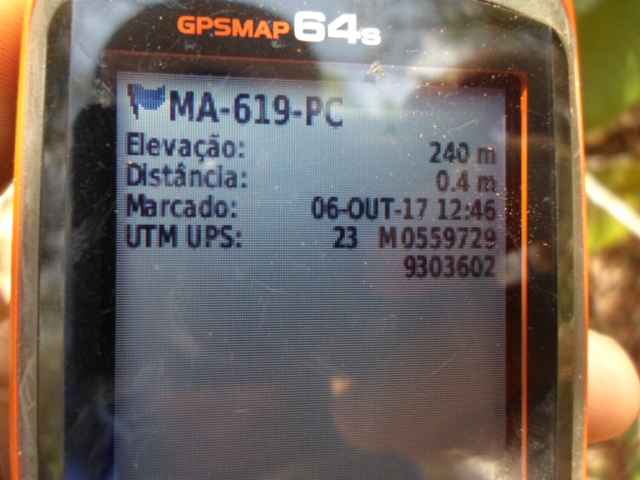 GPSMAP 64s
MA-619-PC
Elevação: 240 m
Distância: 0.4 m
Marcado: 06-OUT-17 12:46
UTM UPS: 23 M0559729
9303602